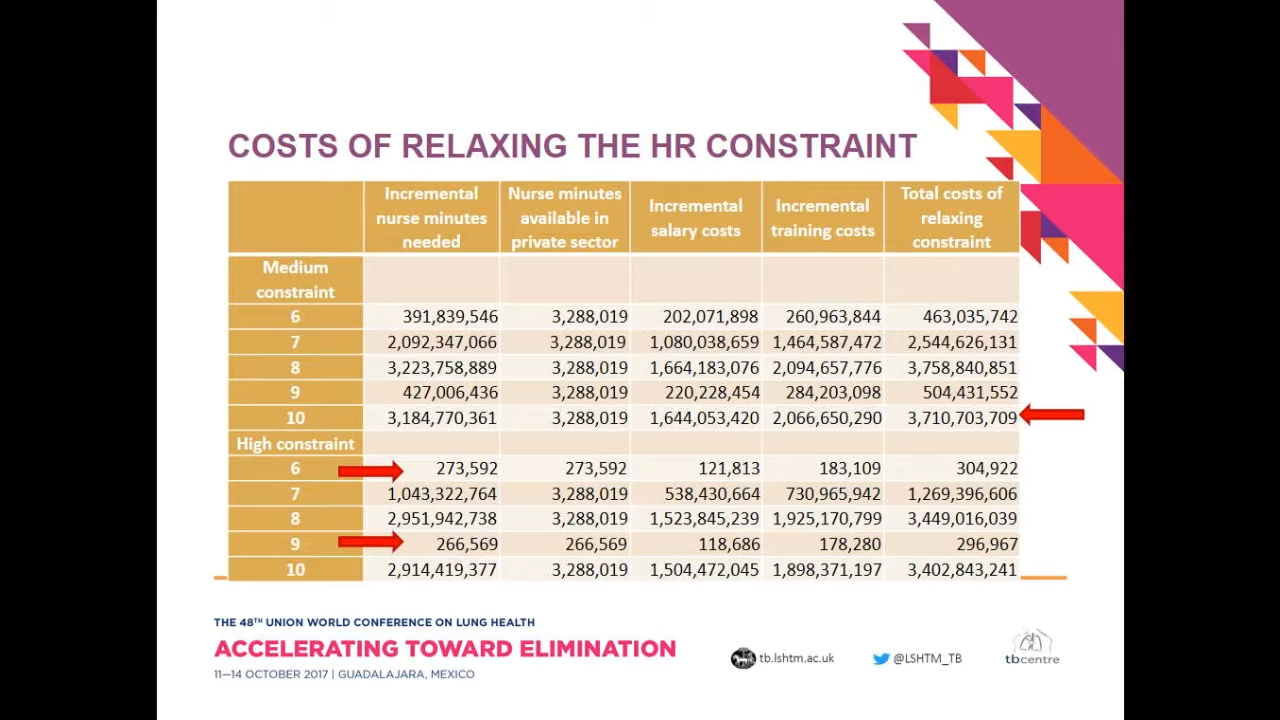 COSTS OF RELAXING THE HR CONSTRAINT
Incremental nurse minutes needed Nurse minutes available in private sector Incremental salary costs Incremental training costs Total costs of relaxing constraint
Medium constraint
6 391,839,546 3,288,019 202,071,898 260,963,844 463,035,742
7 2,092,347,066 3,288,019 1,080,038,659 1,464,587,472 2,544,626,131
8 3,223,758,889 3,288,019 1,664,183,076 2,094,657,776 3,758,840,851
9 427,006,436 3,288,019 220,228,454 284,203,098 504,431,552
10 3,184,770,361 3,288,019 1,644,053,420 2,066,650,290 3,710,703,709
High constraint
6 273,592 273,592 121,813 183,109 304,922
7 1,043,322,764 3,288,019 538,430,664 730,965,942 1,269,396,606
8 2,951,942,738 3,288,019 1,523,845,239 1,925,170,799 3,449,016,039
9 266,569 266,569 118,686 178,280 296,967
10 2,914,419,377 3,288,019 1,504,472,045 1,898,371,197 3,402,843,241
THE 48TH UNION WORLD CONFERENCE ON LUNG HEALTH
ACCELERATING TOWARD ELIMINATION
11—14 OCTOBER 2017 | GUADALAJARA, MEXICO
tb.lshtm.ac.uk
@LSHTM_TB
tbcentre